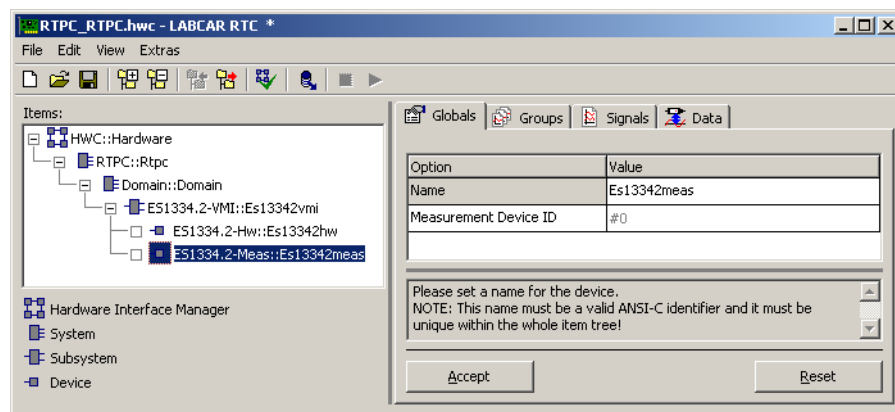 RTPC_RTPC.hwc - LABCAR RTC *
File Edit View Extras
Items:
HWC::Hardware
RTPC::Rtpc
Domain::Domain
ES1334.2-VMI::Es13342vmi
ES1334.2-Hw::Es13342hw
ES1334.2-Meas::Es13342meas
Hardware Interface Manager
System
Subsystem
Device
Globals Groups Signals Data
Option Value
Name Es13342meas
Measurement Device ID #0
Please set a name for the device.
NOTE: This name must be a valid ANSI-C identifier and it must be
unique within the whole item tree!
Accept Reset